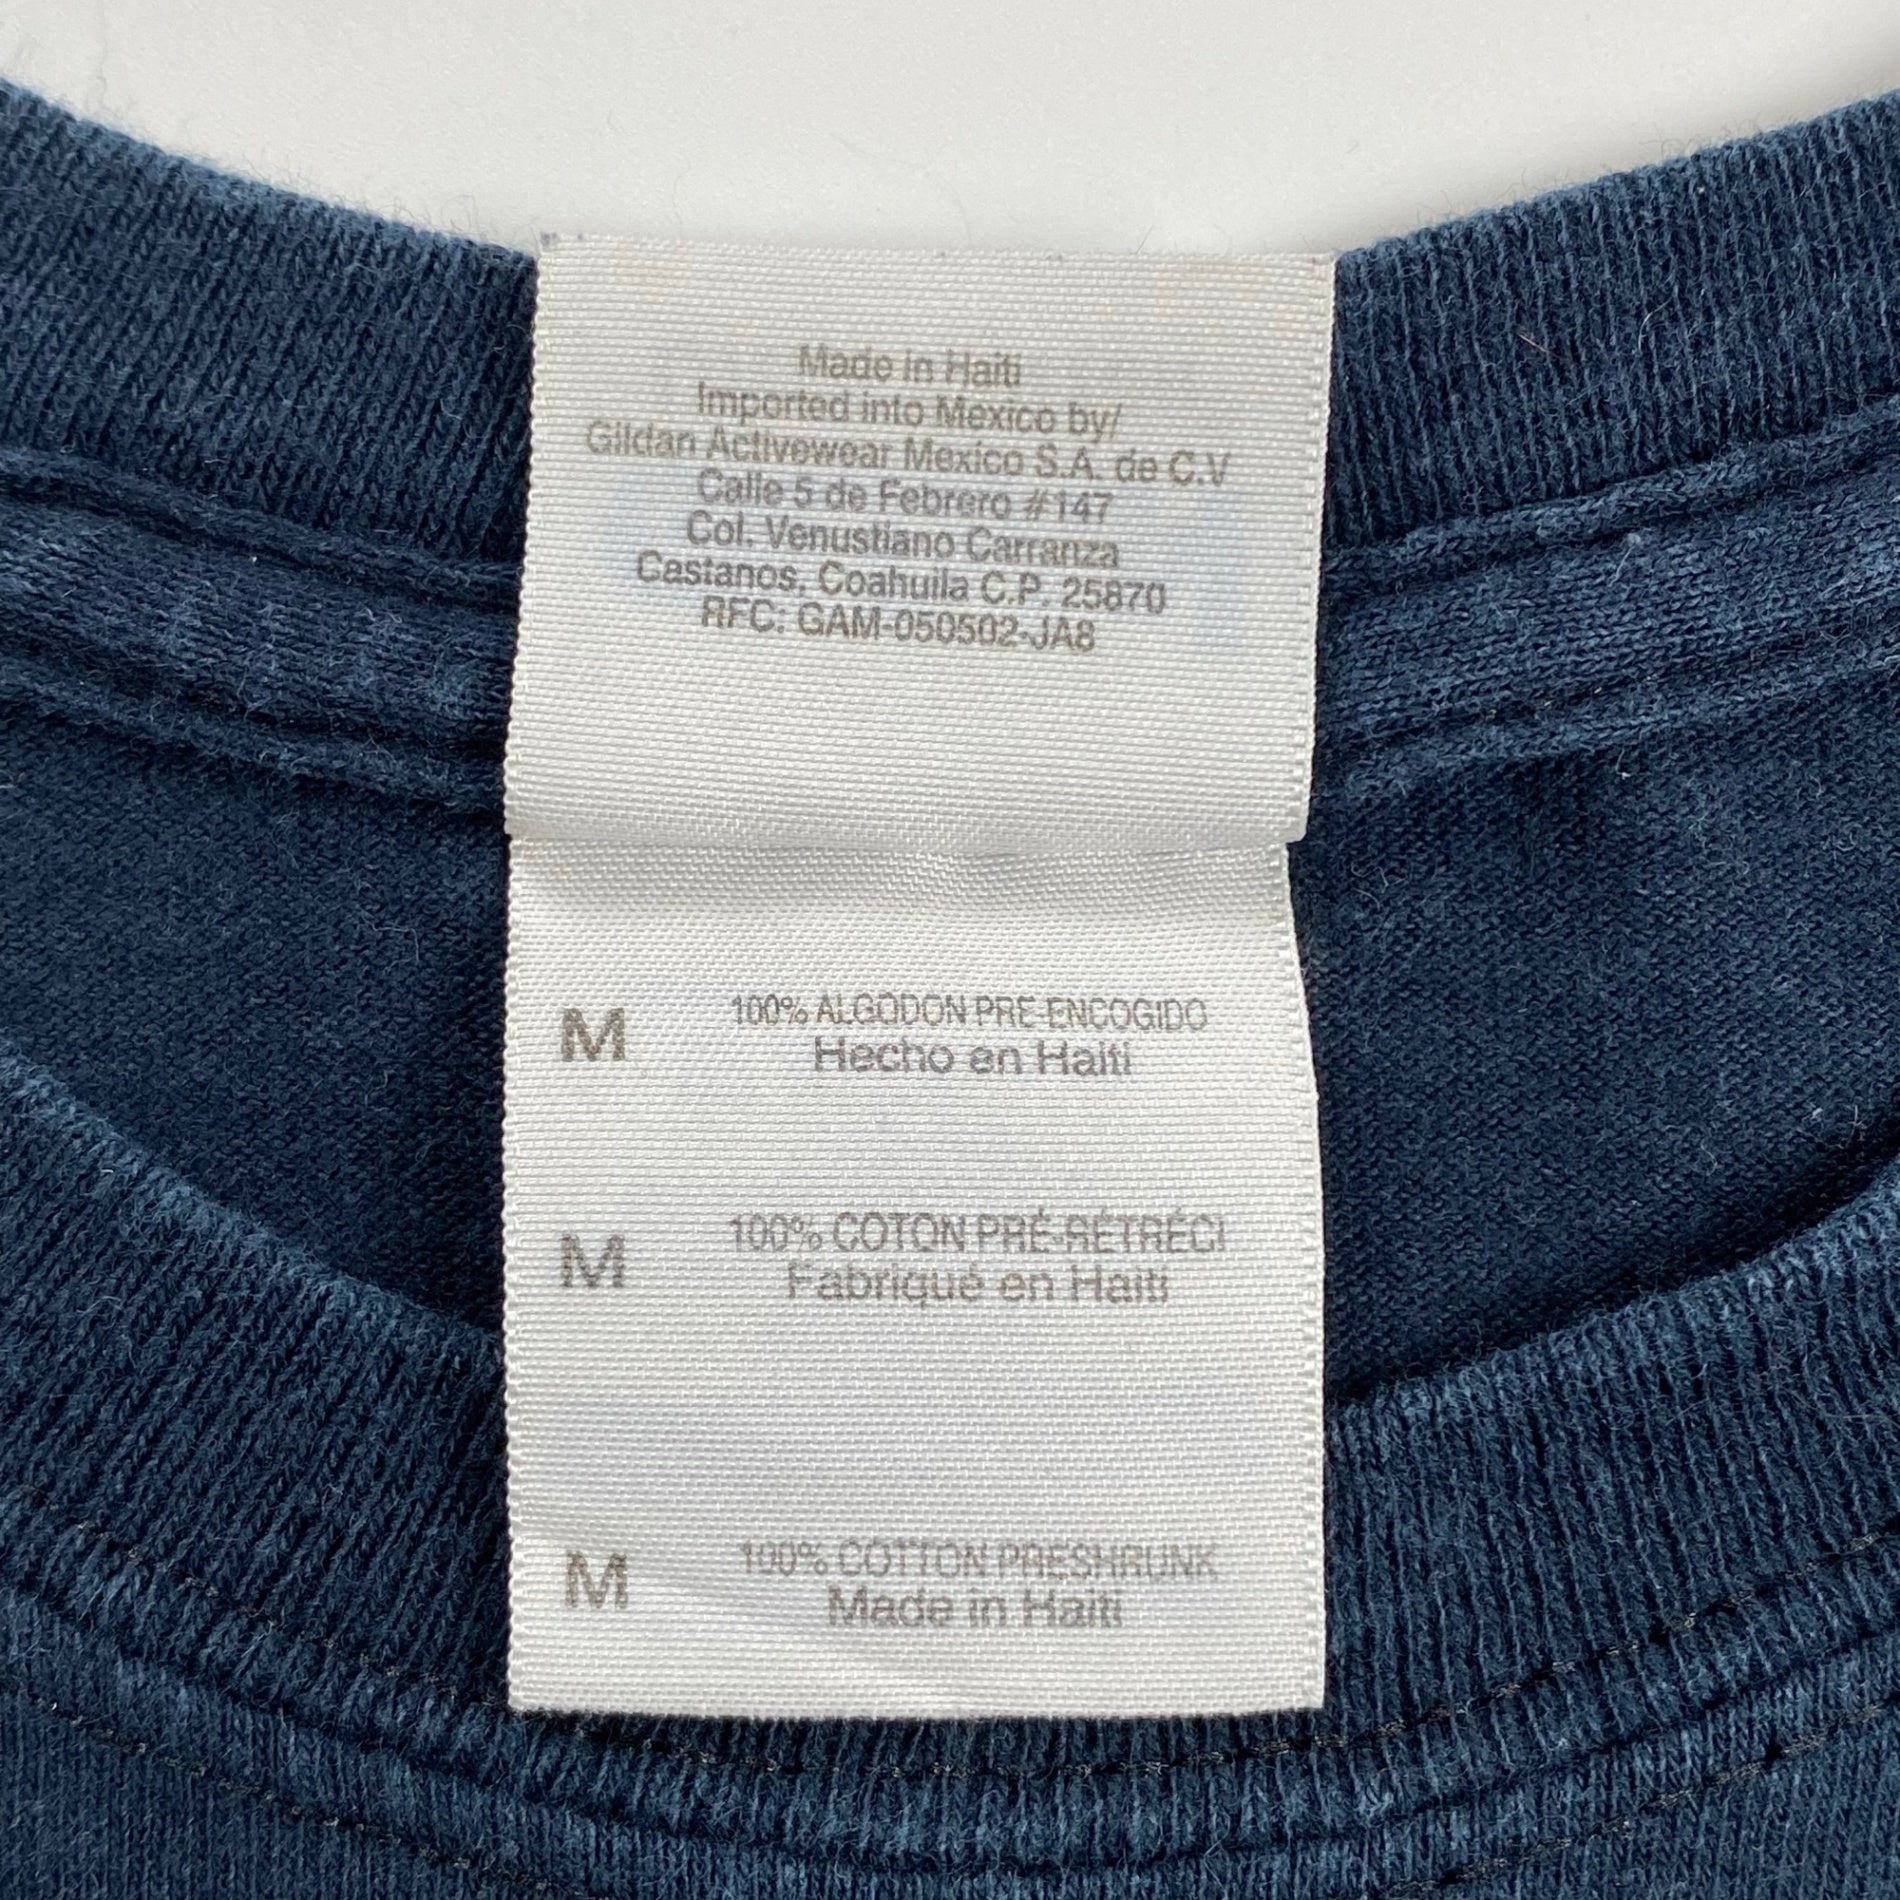 Made in Haiti
Imported into Mexico by/
Gildan Activewear Mexico S.A. de C.V
Calle 5 de Febrero #147
Col. Venustiano Carranza
Castanos, Coahuila C.P. 25870
RFC: GAM-050502-JA8
M 100% ALGODON PRE-ENCOGIDO
Hecho en Haiti
M 100% COTON PRÉ-RÉTRÉCI
Fabriqué en Haiti
M 100% COTTON PRESHRUNK
Made in Haiti